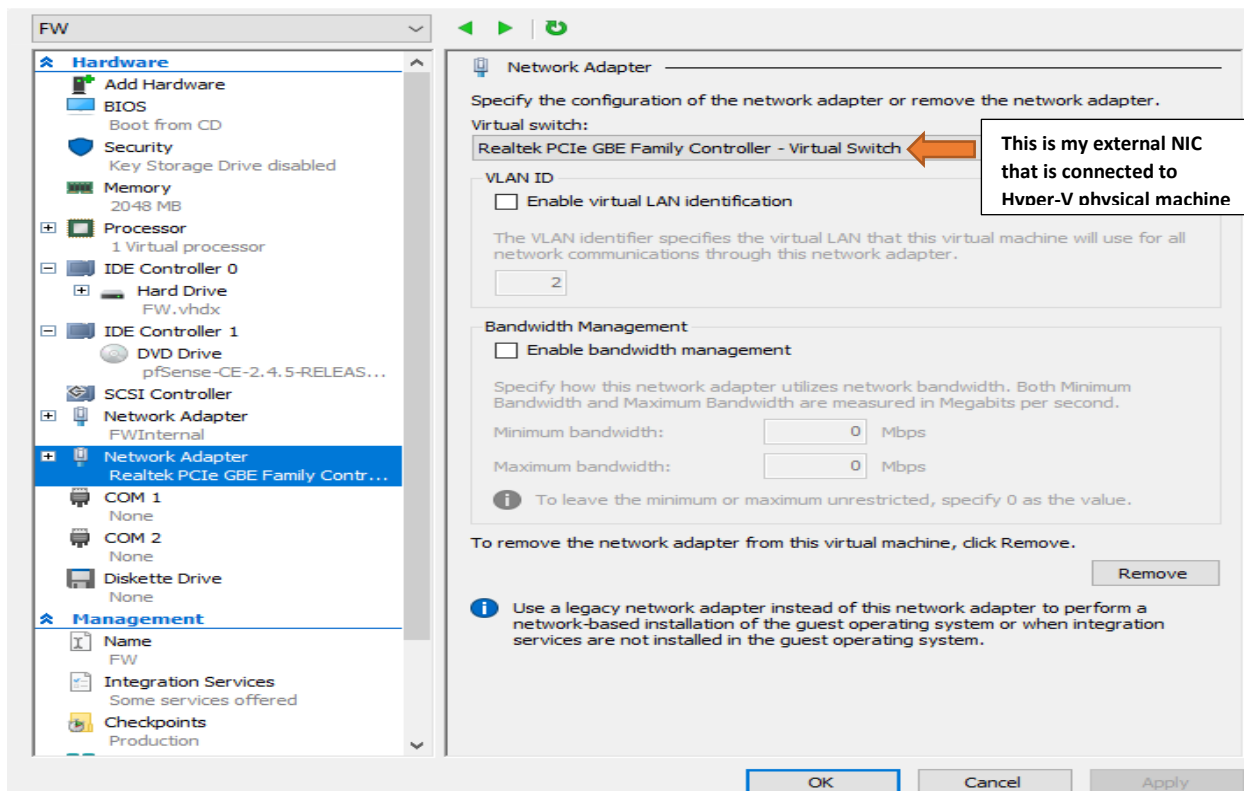 FW
Hardware
Add Hardware
BIOS
Boot from CD
Security
Key Storage Drive disabled
Memory
2048 MB
Processor
1 Virtual processor
IDE Controller 0
Hard Drive
FW.vhdx
IDE Controller 1
DVD Drive
pfSense-CE-2.4.5-RELEAS...
SCSI Controller
Network Adapter
FWInternal
Network Adapter
Realtek PCIe GBE Family Contr...
COM 1
None
COM 2
None
Diskette Drive
None
Management
Name
FW
Integration Services
Some services offered
Checkpoints
Production
Network Adapter
Specify the configuration of the network adapter or remove the network adapter.
Virtual switch:
Realtek PCIe GBE Family Controller - Virtual Switch
This is my external NIC
that is connected to
Hyper-V physical machine
VLAN ID
Enable virtual LAN identification
The VLAN identifier specifies the virtual LAN that this virtual machine will use for all
network communications through this network adapter.
2
Bandwidth Management
Enable bandwidth management
Specify how this network adapter utilizes network bandwidth. Both Minimum
Bandwidth and Maximum Bandwidth are measured in Megabits per second.
Minimum bandwidth: 0 Mbps
Maximum bandwidth: 0 Mbps
To leave the minimum or maximum unrestricted, specify 0 as the value.
To remove the network adapter from this virtual machine, click Remove.
Remove
Use a legacy network adapter instead of this network adapter to perform a
network-based installation of the guest operating system or when integration
services are not installed in the guest operating system.
OK Cancel Apply